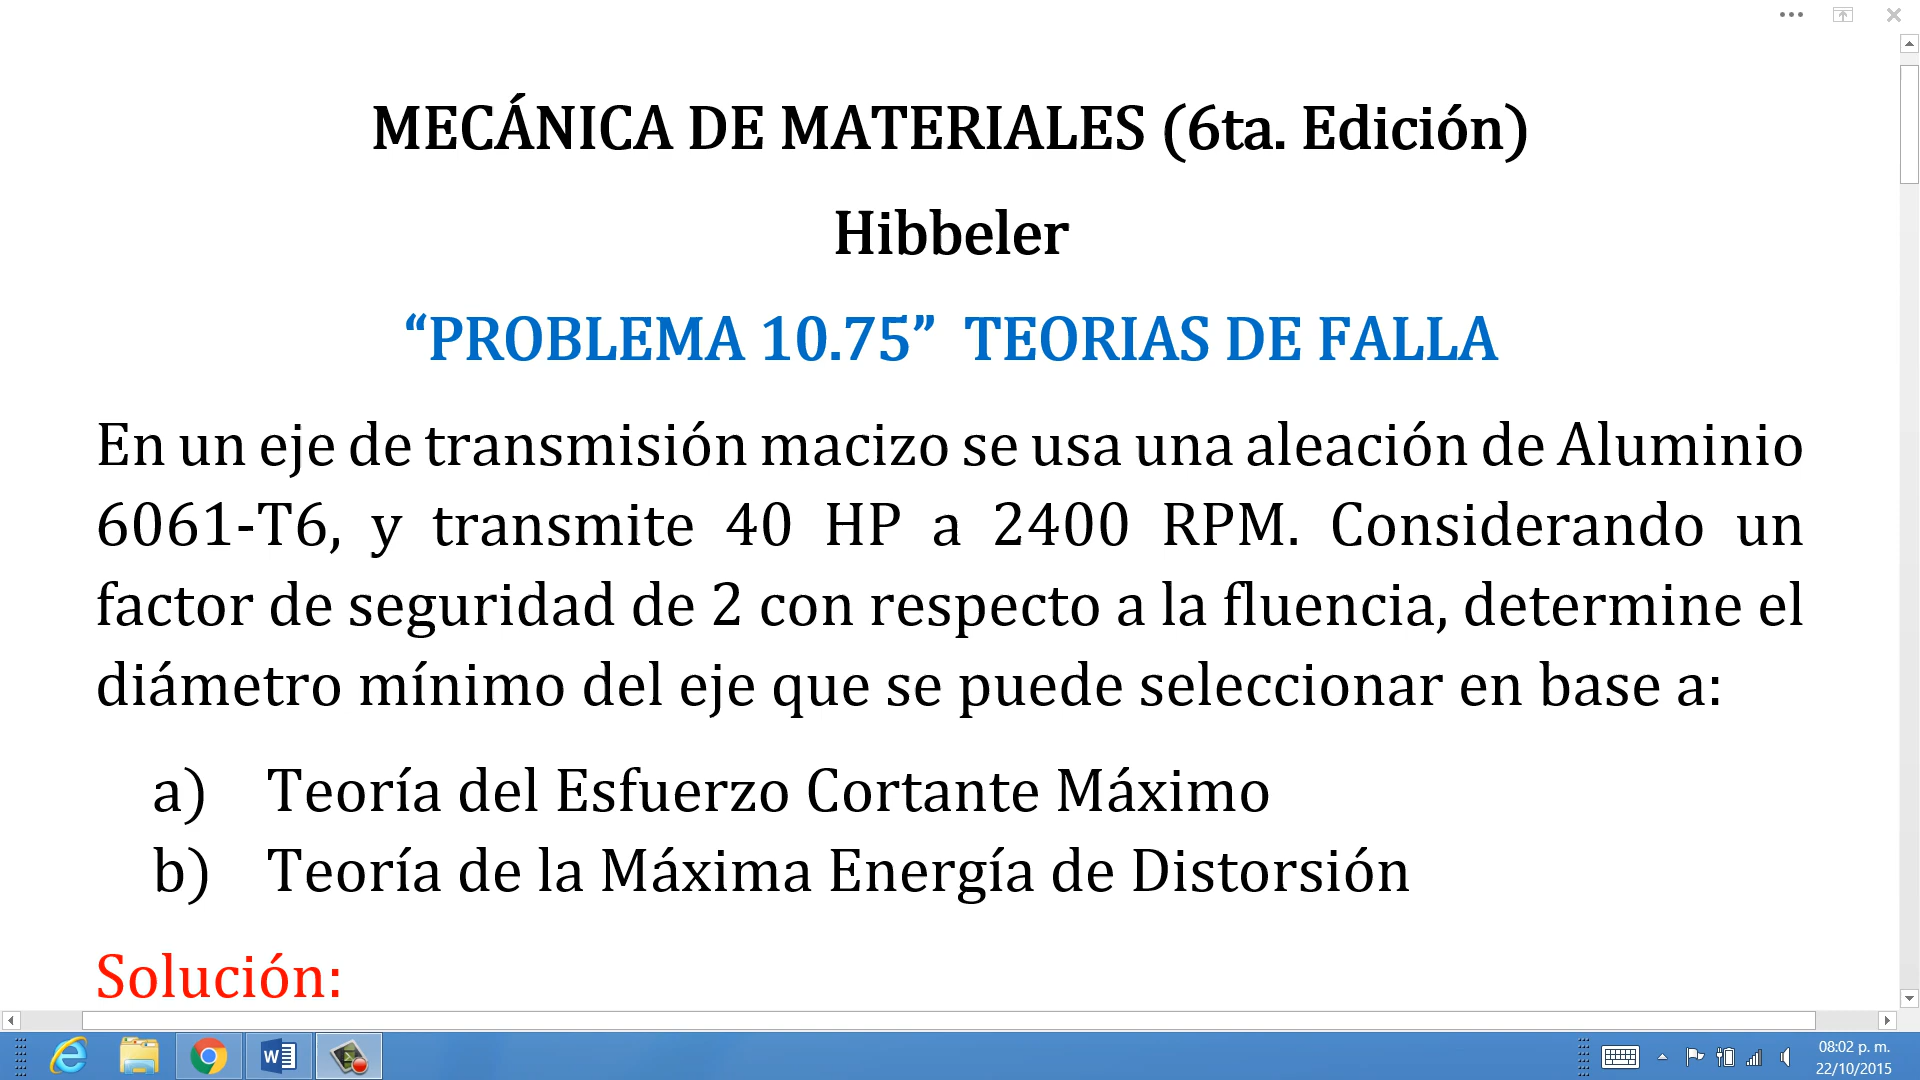 MECÁNICA DE MATERIALES (6ta. Edición)
Hibbeler
“PROBLEMA 10.75” TEORIAS DE FALLA
En un eje de transmisión macizo se usa una aleación de Aluminio
6061-T6, y transmite 40 HP a 2400 RPM. Considerando un
factor de seguridad de 2 con respecto a la fluencia, determine el
diámetro mínimo del eje que se puede seleccionar en base a:
a) Teoría del Esfuerzo Cortante Máximo
b) Teoría de la Máxima Energía de Distorsión
Solución:
08:02 p. m.
22/10/2015